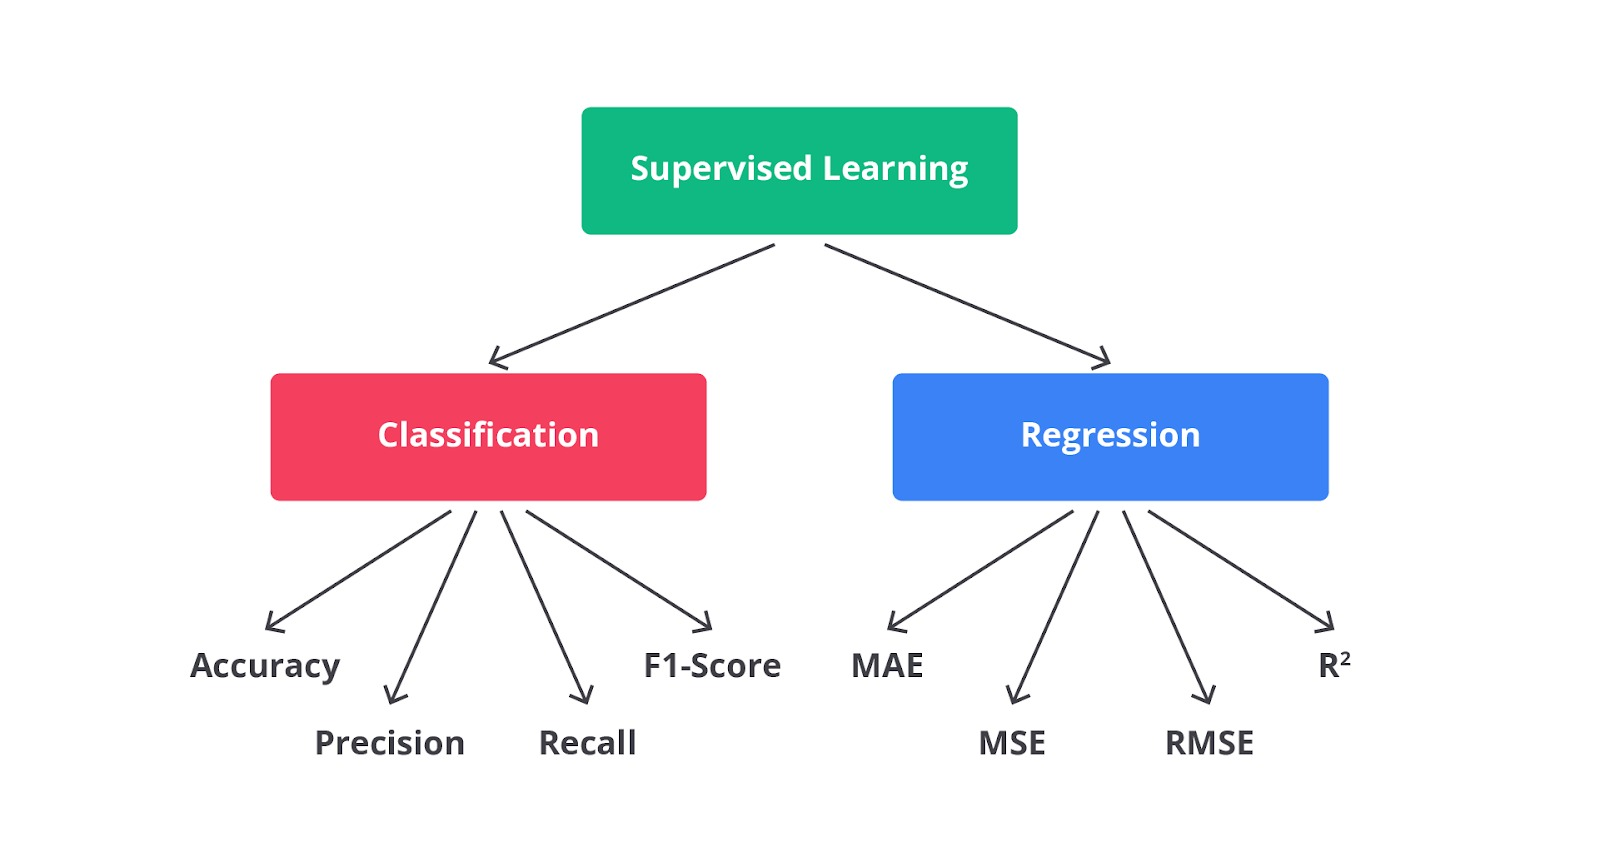 Supervised Learning
Classification
Regression
Accuracy
Precision
Recall
F1-Score
MAE
MSE
RMSE
R²